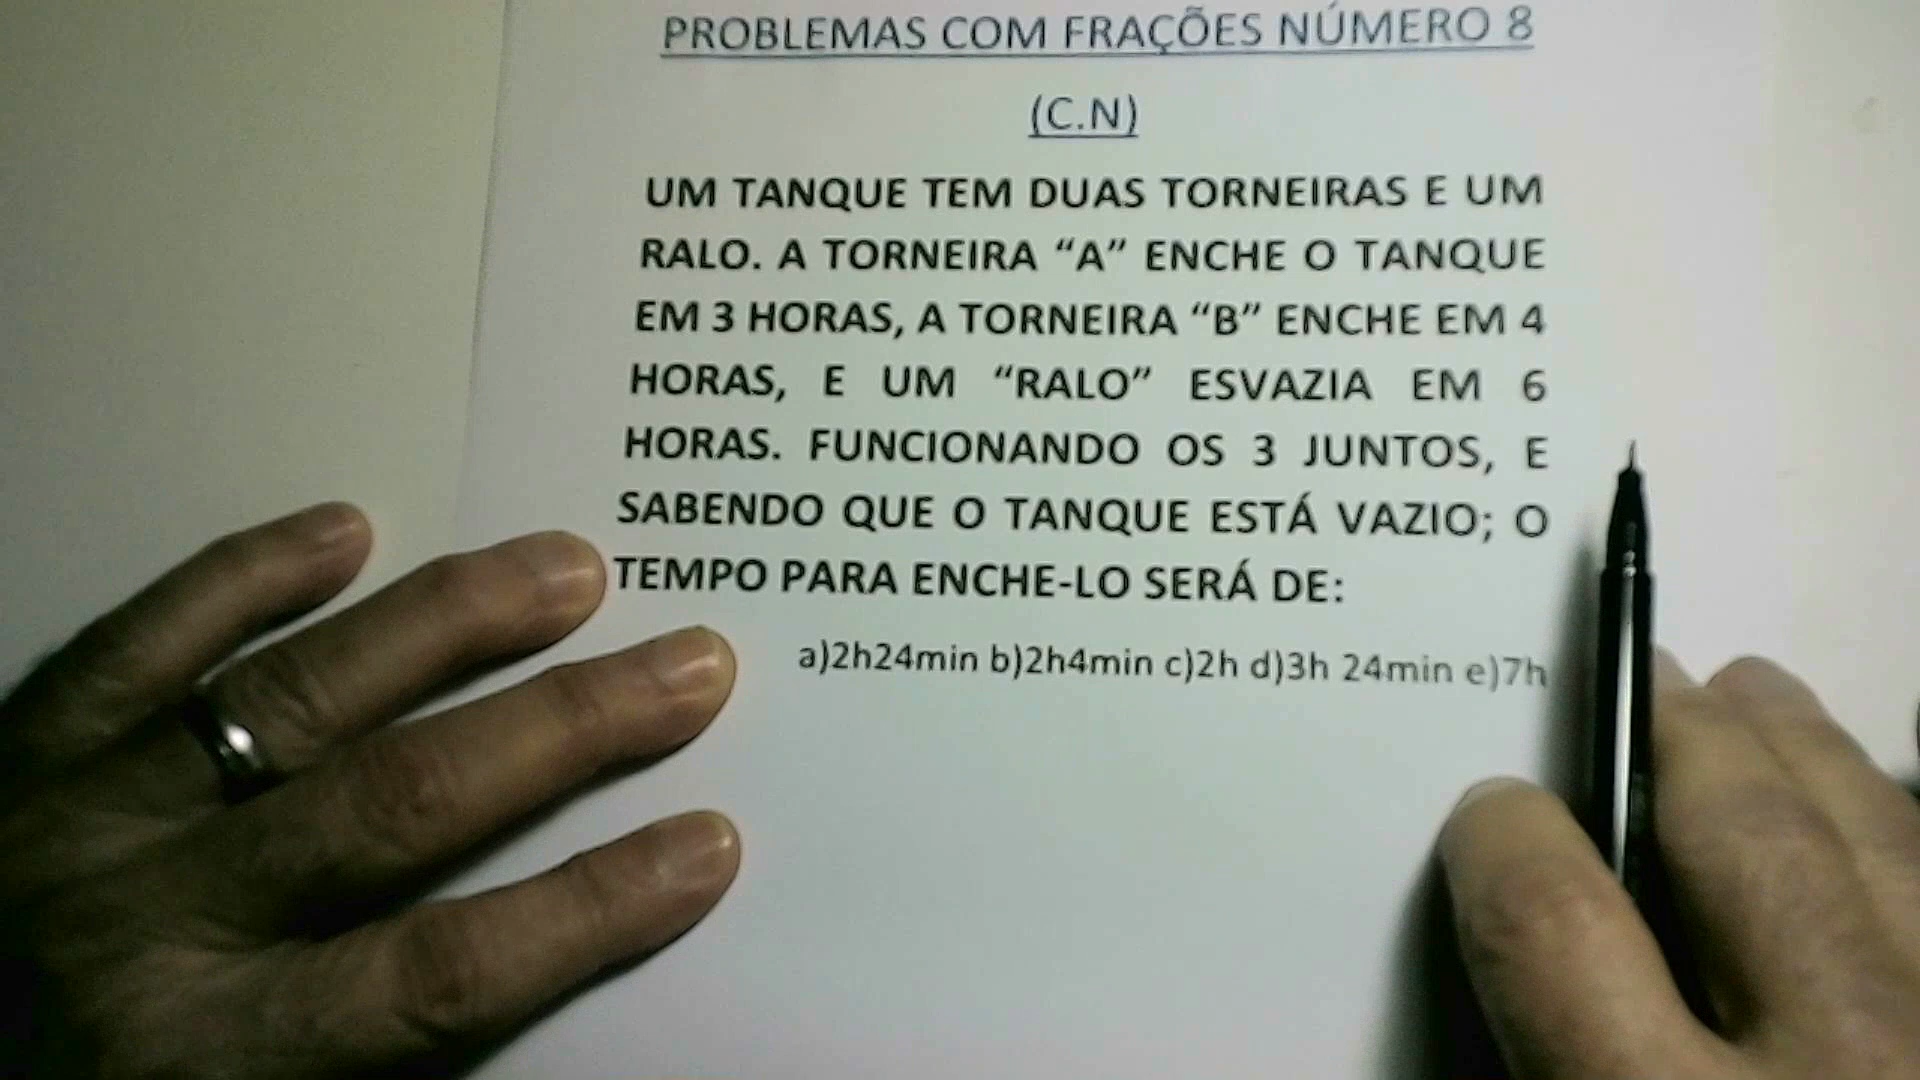 PROBLEMAS COM FRAÇÕES NÚMERO 8
(C.N)
UM TANQUE TEM DUAS TORNEIRAS E UM
RALO. A TORNEIRA “A” ENCHE O TANQUE
EM 3 HORAS, A TORNEIRA “B” ENCHE EM 4
HORAS, E UM “RALO” ESVAZIA EM 6
HORAS. FUNCIONANDO OS 3 JUNTOS, E
SABENDO QUE O TANQUE ESTÁ VAZIO; O
TEMPO PARA ENCHE-LO SERÁ DE:
a)2h24min b)2h4min c)2h d)3h 24min e)7h